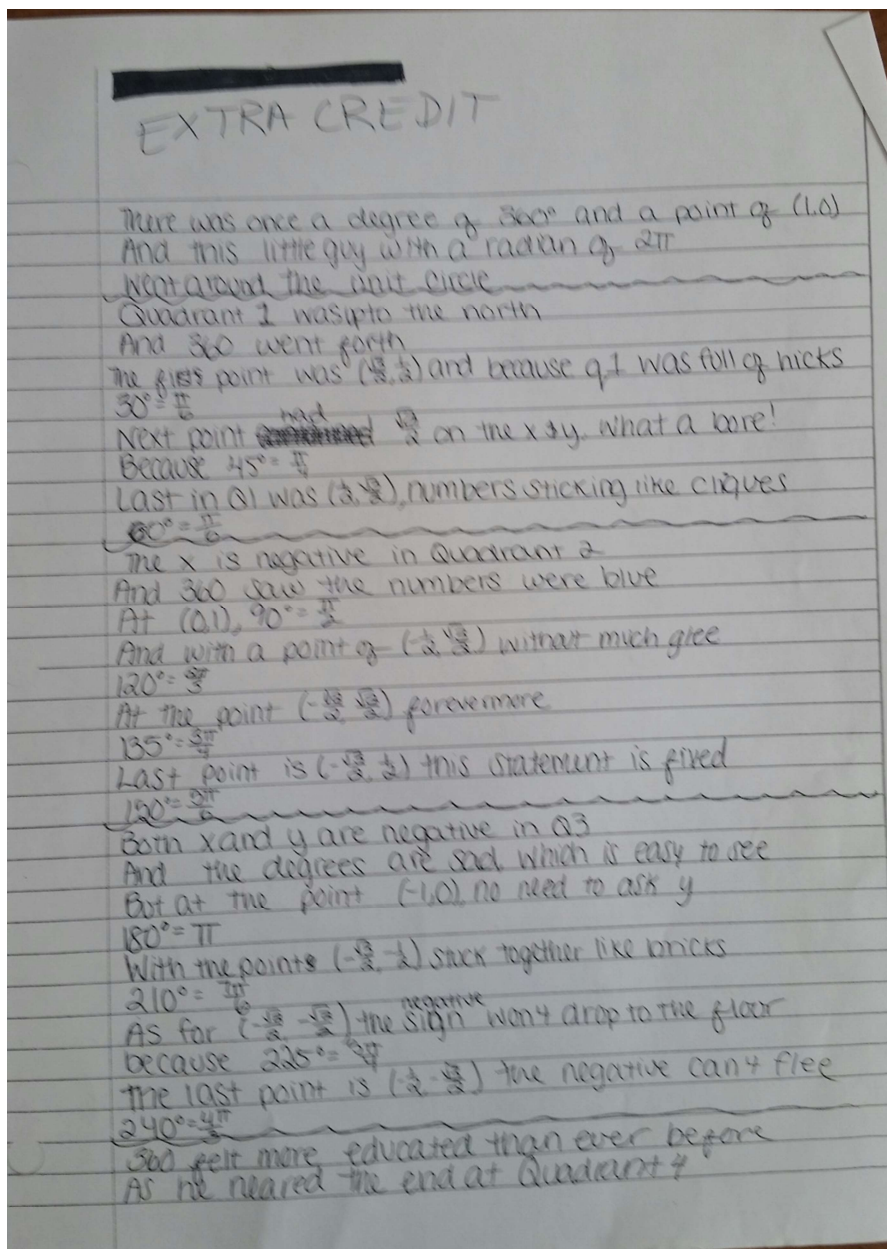 EXTRA CREDIT
There was once a degree of 360° and a point of (1,0)
And this little guy with a radian of 2π
Went around the unit circle
Quadrant 1 was up to the north
And 360 went forth
The first point was (√3/2, 1/2) and because q1 was full of hicks
30° = π/6
Next point had √2/2 on the x & y. What a bore!
Because 45° = π/4
Last in Q1 was (1/2, √3/2), numbers sticking like cliques
60° = π/6
The x is negative in Quadrant 2
And 360 saw the numbers were blue
At (0,1), 90° = π/2
And with a point of (-1/2, √3/2) without much glee
120° = 2π/3
At the point (-√2/2, √2/2) forevermore
135° = 3π/4
Last point is (-√3/2, 1/2) this statement is fixed
150° = 5π/6
Both x and y are negative in Q3
And the degrees are sad, which is easy to see
But at the point (-1,0), no need to ask y
180° = π
With the points (-√3/2, -1/2) stuck together like bricks
210° = 7π/6
As for (-√2/2, -√2/2) the negative sign won't drop to the floor
because 225° = π/4
The last point is (-1/2, -√3/2) the negative can't flee
240° = 4π/3
360 felt more educated than ever before
As he neared the end at Quadrant 4